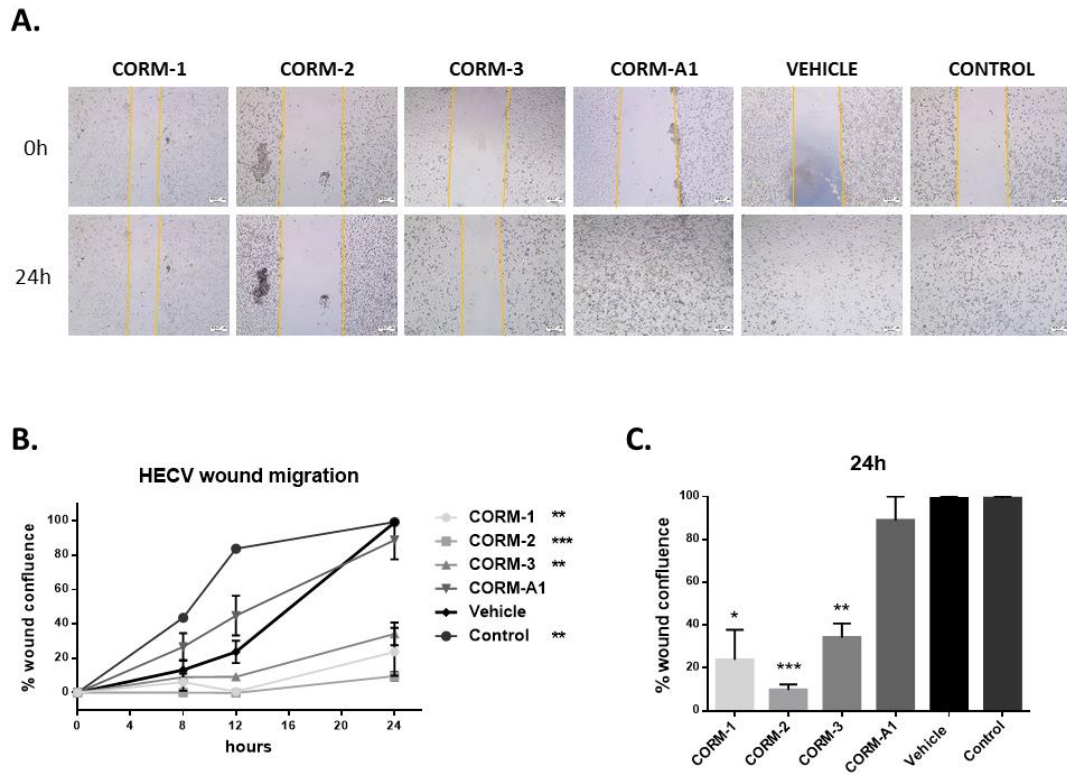 A.
CORM-1 CORM-2 CORM-3 CORM-A1 VEHICLE CONTROL
0h
24h
B.
HECV wound migration
% wound confluence
100
80
60
40
20
0
0 4 8 12 16 20 24
hours
CORM-1 **
CORM-2 ***
CORM-3 **
CORM-A1
Vehicle
Control **
C.
24h
% wound confluence
100
80
60
40
20
0
*
***
**
CORM-1
CORM-2
CORM-3
CORM-A1
Vehicle
Control